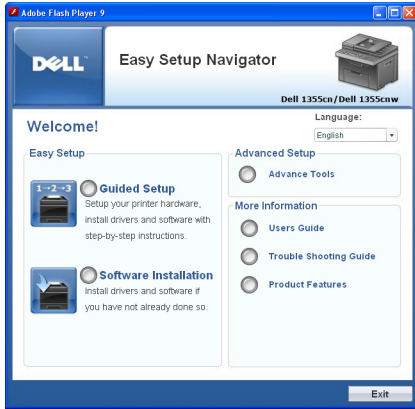 Adobe Flash Player 9
DELL
Easy Setup Navigator
Dell 1355cn/Dell 1355cnw
Welcome!
Language:
English
Easy Setup
1→2→3
Guided Setup
Setup your printer hardware,
install drivers and software with
step-by-step instructions.
Software Installation
Install drivers and software if
you have not already done so.
Advanced Setup
Advance Tools
More Information
Users Guide
Trouble Shooting Guide
Product Features
Exit